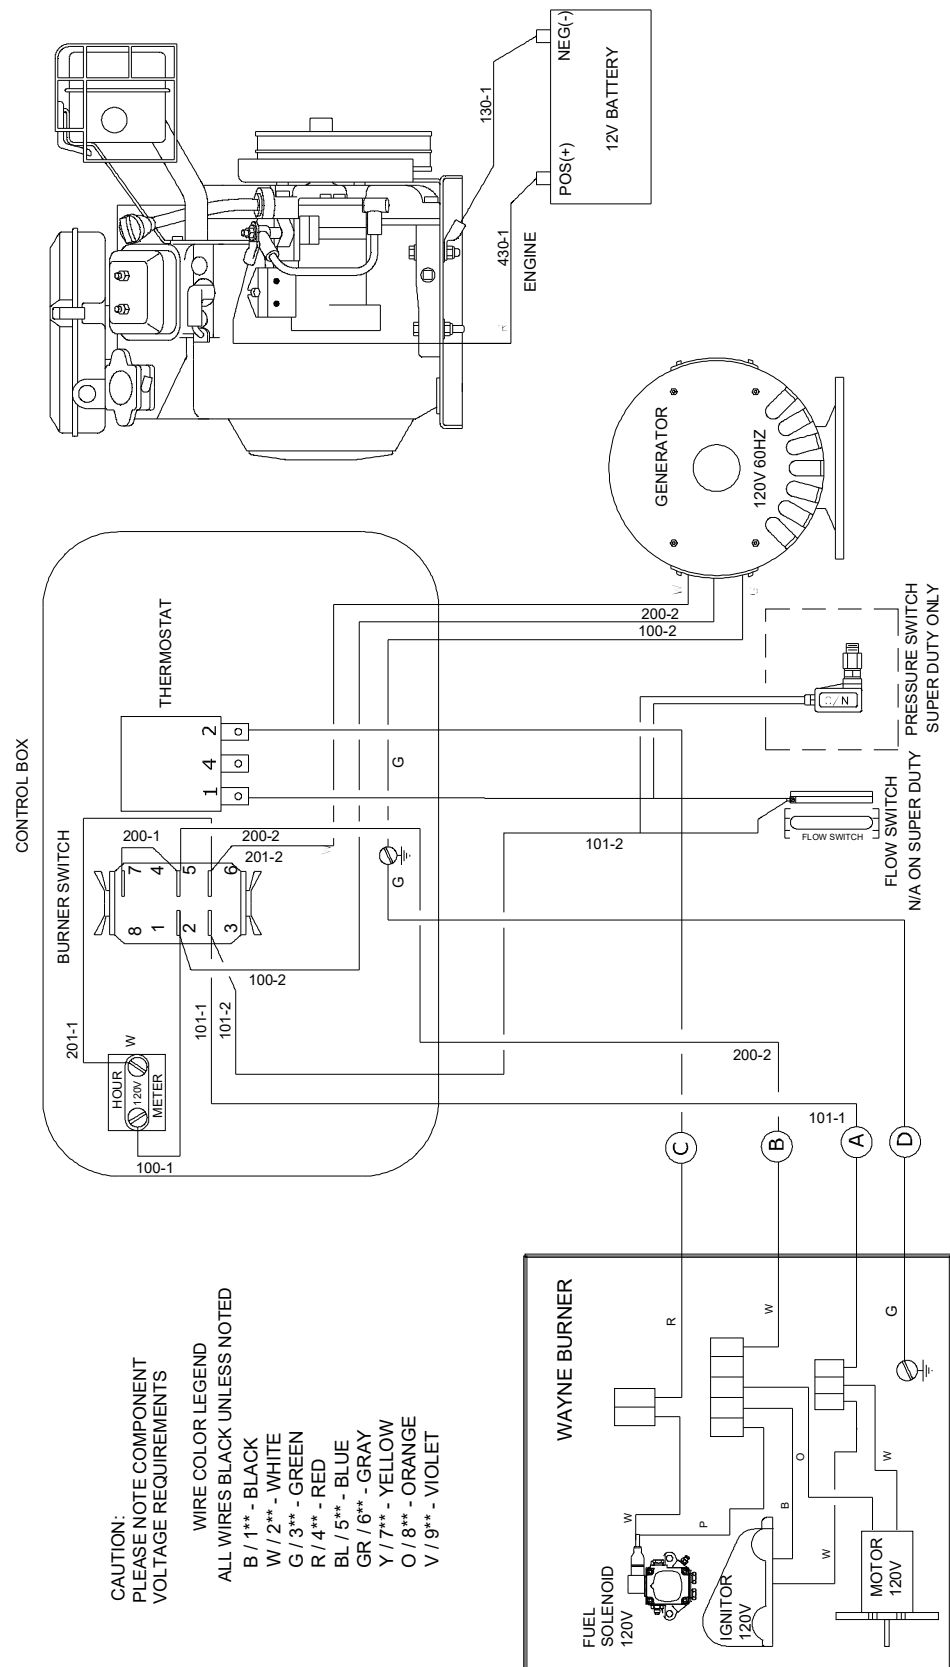 NEG(-)
POS(+)
12V BATTERY
130-1
430-1
ENGINE
R
CONTROL BOX
THERMOSTAT
1
4
2
BURNER SWITCH
8
7
1
4
2
5
3
6
200-1
200-2
201-2
100-2
101-1
101-2
201-1
W
HOUR
120V
METER
100-1
GENERATOR
120V 60HZ
W
200-2
100-2
G
G
PRESSURE SWITCH
SUPER DUTY ONLY
FLOW SWITCH
FLOW SWITCH
N/A ON SUPER DUTY
101-2
200-2
101-1
C
B
A
D
CAUTION:
PLEASE NOTE COMPONENT
VOLTAGE REQUIREMENTS
WIRE COLOR LEGEND
ALL WIRES BLACK UNLESS NOTED
B / 1** - BLACK
W / 2** - WHITE
G / 3** - GREEN
R / 4** - RED
BL / 5** - BLUE
GR / 6** - GRAY
Y / 7** - YELLOW
O / 8** - ORANGE
V / 9** - VIOLET
WAYNE BURNER
R
W
G
W
P
B
O
W
W
FUEL
SOLENOID
120V
IGNITOR
120V
MOTOR
120V